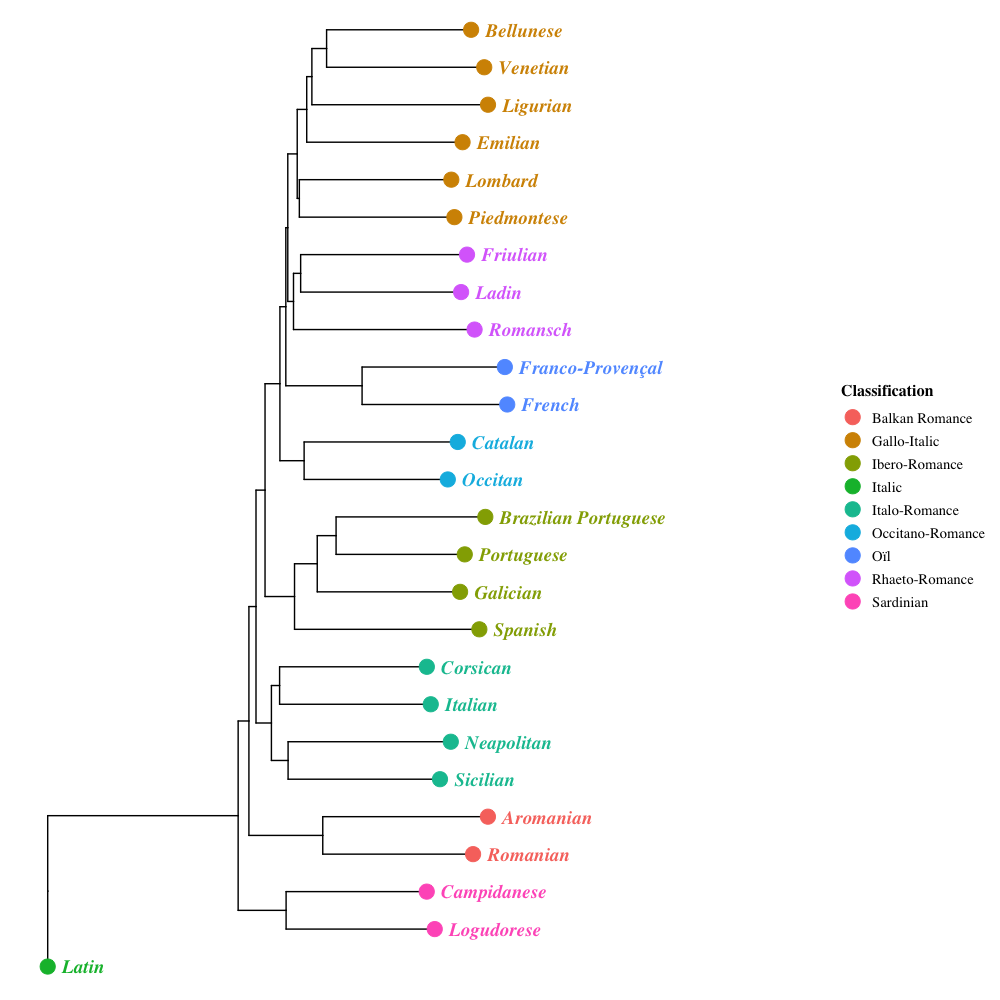 Bellunese
Venetian
Ligurian
Emilian
Lombard
Piedmontese
Friulian
Ladin
Romansch
Franco-Provençal
French
Catalan
Occitan
Brazilian Portuguese
Portuguese
Galician
Spanish
Corsican
Italian
Neapolitan
Sicilian
Aromanian
Romanian
Campidanese
Logudorese
Latin
Classification
Balkan Romance
Gallo-Italic
Ibero-Romance
Italic
Italo-Romance
Occitano-Romance
Oïl
Rhaeto-Romance
Sardinian